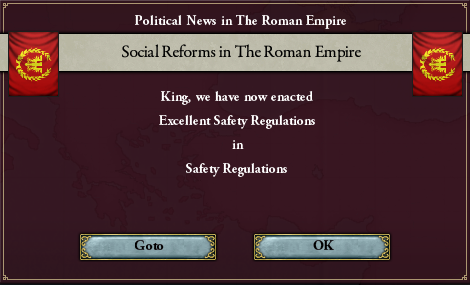 Political News in The Roman Empire
Social Reforms in The Roman Empire
King, we have now enacted
Excellent Safety Regulations
in
Safety Regulations
Goto
OK